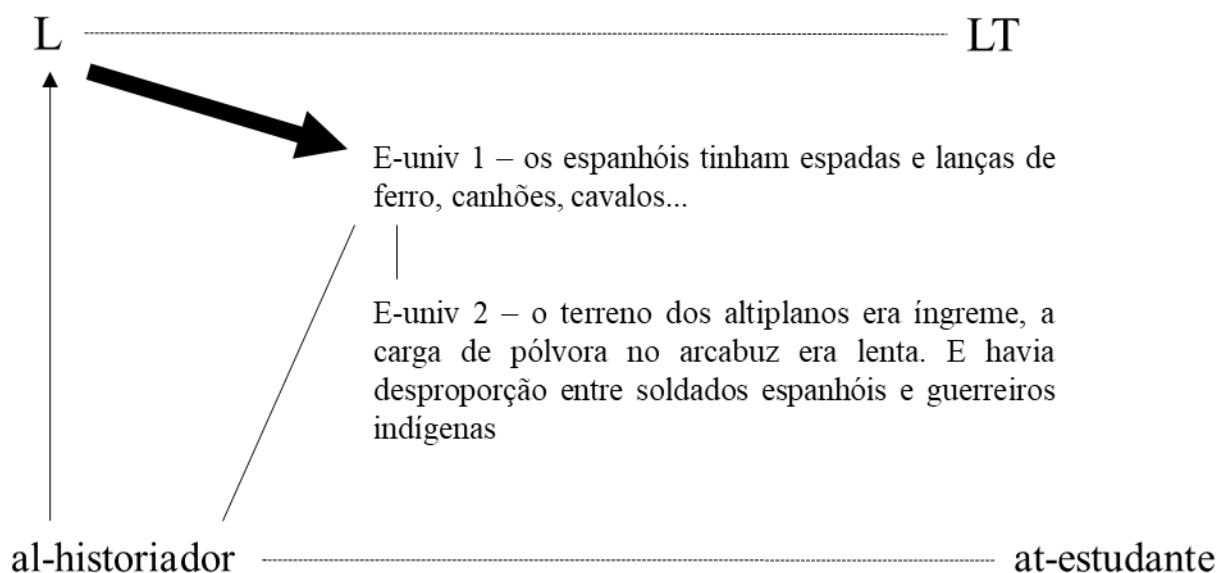 L LT
E-univ 1 – os espanhóis tinham espadas e lanças de
ferro, canhões, cavalos...
E-univ 2 – o terreno dos altiplanos era íngreme, a
carga de pólvora no arcabuz era lenta. E havia
desproporção entre soldados espanhóis e guerreiros
indígenas
al-historiador at-estudante